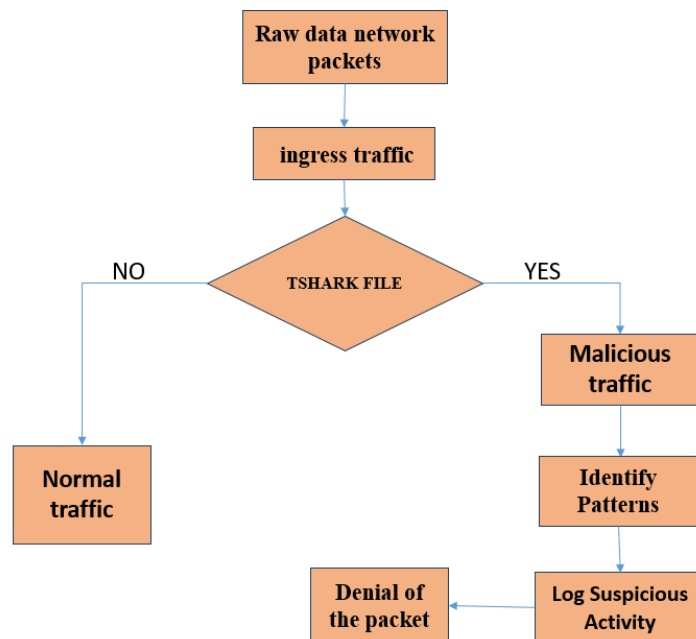 Raw data network
packets
ingress traffic
NO
TSHARK FILE
YES
Malicious
traffic
Normal
traffic
Identify
Patterns
Denial of
the packet
Log Suspicious
Activity